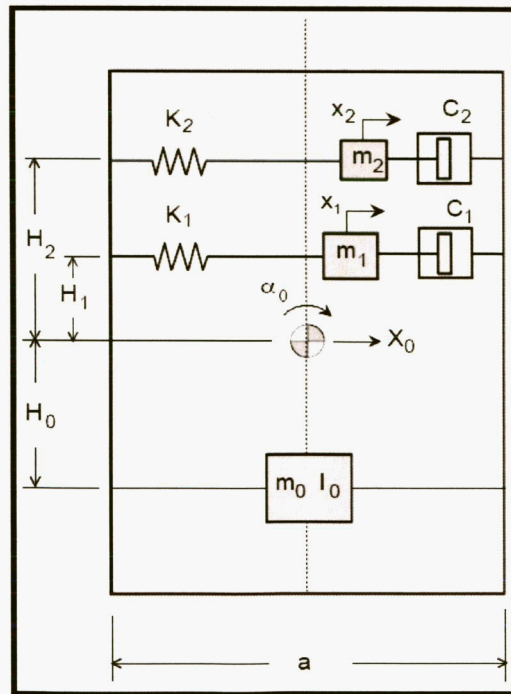 K₂ x₂ C₂
m₂
H₂ K₁ x₁ C₁
m₁
H₁
α₀
X₀
H₀
m₀ I₀
a